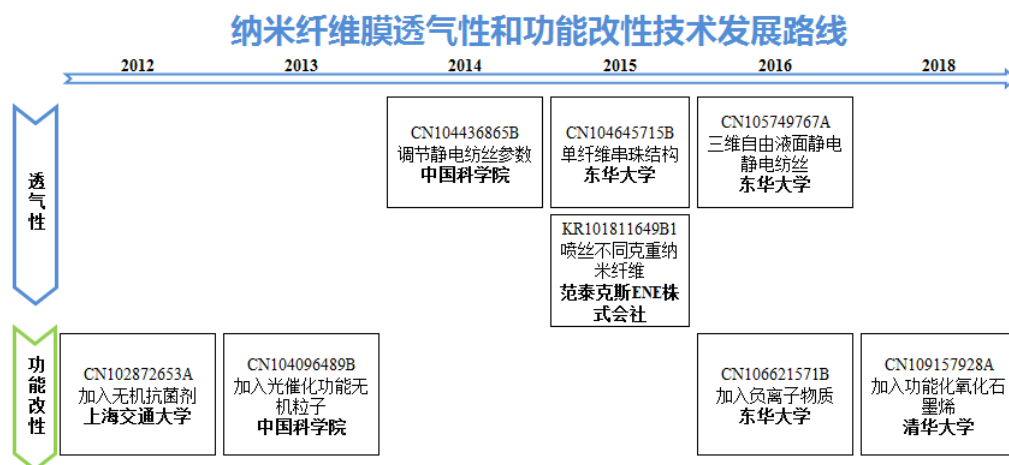 纳米纤维膜透气性和功能改性技术发展路线
2012 2013 2014 2015 2016 2018
透气性
CN104436865B
调节静电纺丝参数
中国科学院
CN104645715B
单纤维串珠结构
东华大学
CN105749767A
三维自由液面静电
静电纺丝
东华大学
KR101811649B1
喷丝不同克重纳
米纤维
范泰克斯ENE株
式会社
功能改性
CN102872653A
加入无机抗菌剂
上海交通大学
CN104096489B
加入光催化功能无
机粒子
中国科学院
CN106621571B
加入负离子物质
东华大学
CN109157928A
加入功能化氧化石
墨烯
清华大学